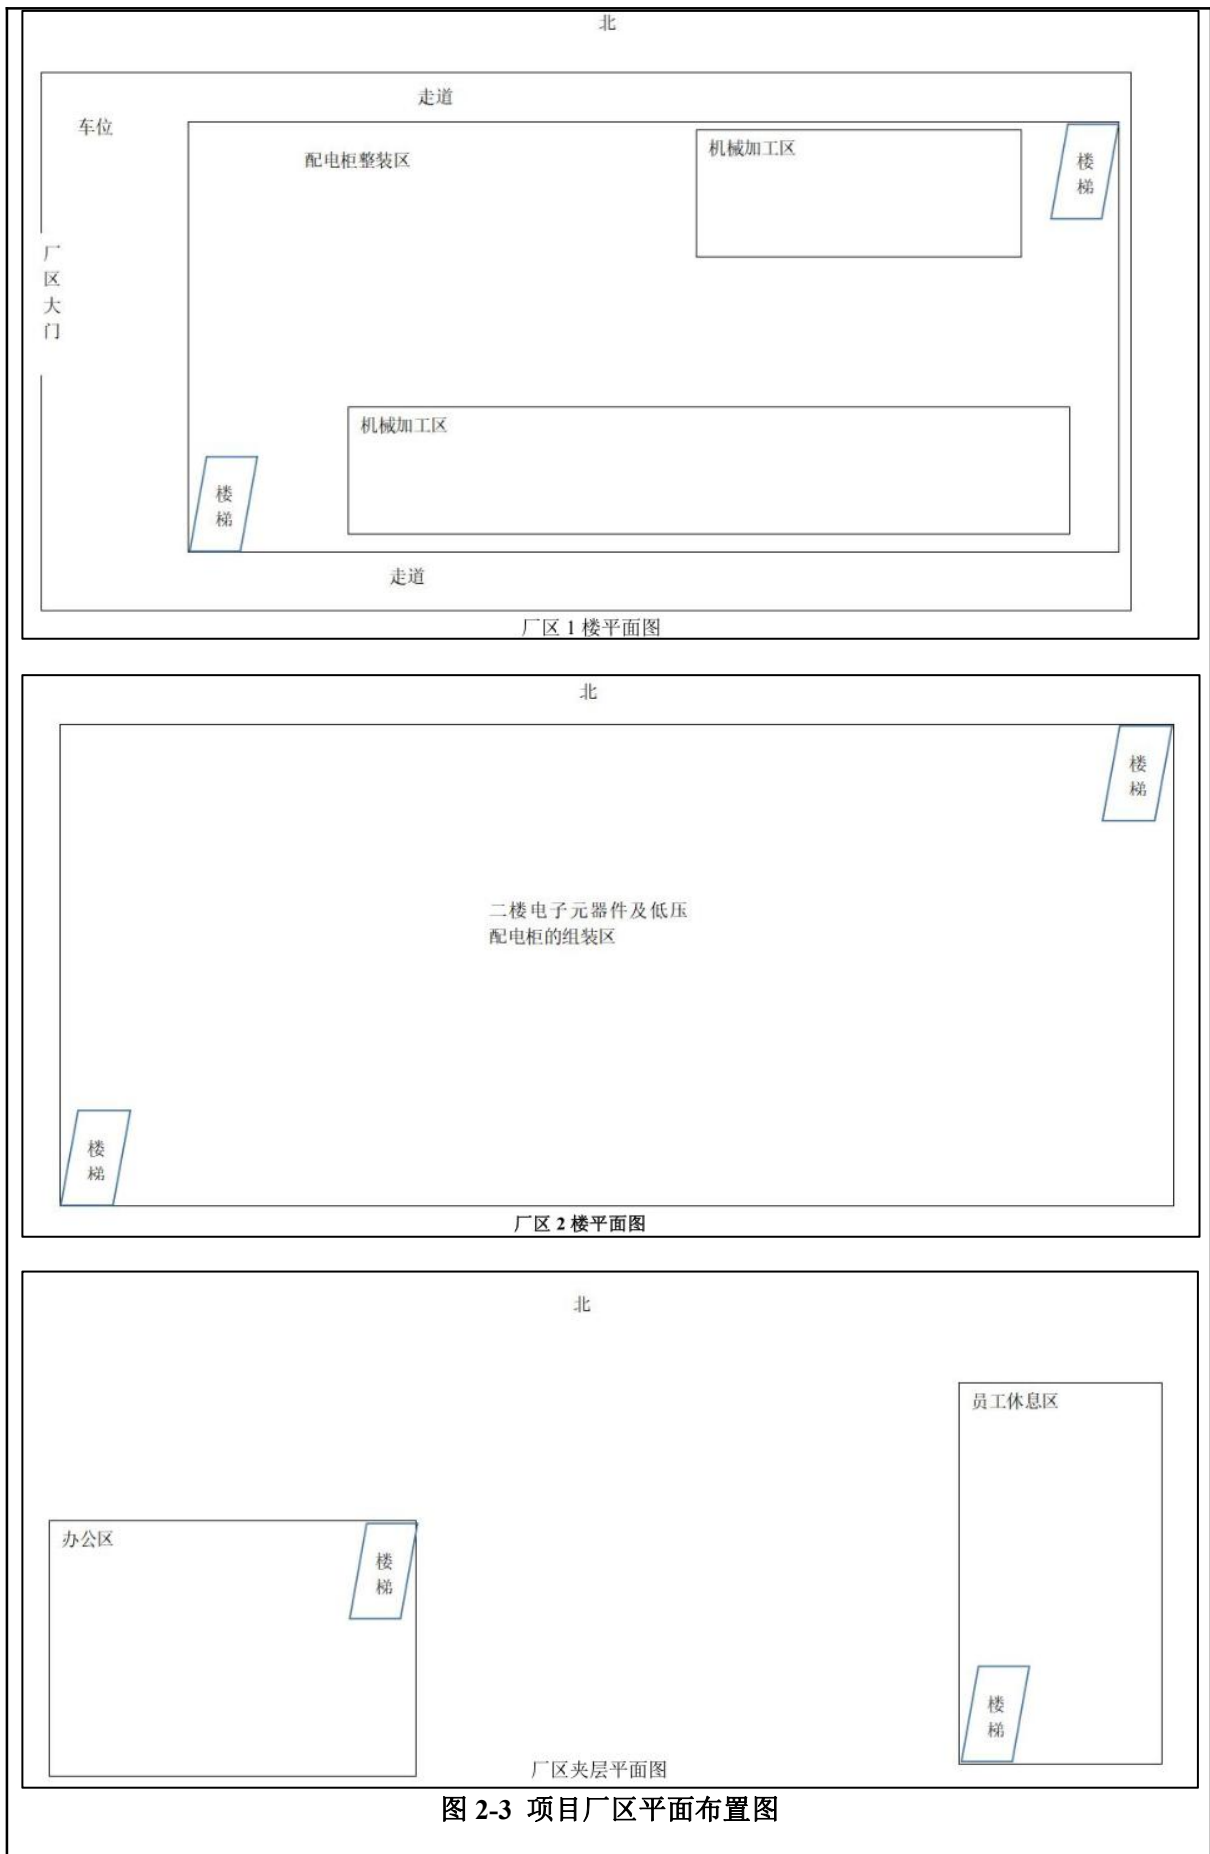 北
走道
车位
配电柜整装区
机械加工区
楼
梯
厂
区
大
门
机械加工区
楼
梯
走道
厂区 1 楼平面图
北
楼
梯
二楼电子元器件及低压
配电柜的组装区
楼
梯
厂区 2 楼平面图
北
员工休息区
办公区
楼
梯
楼
梯
厂区夹层平面图
图 2-3 项目厂区平面布置图